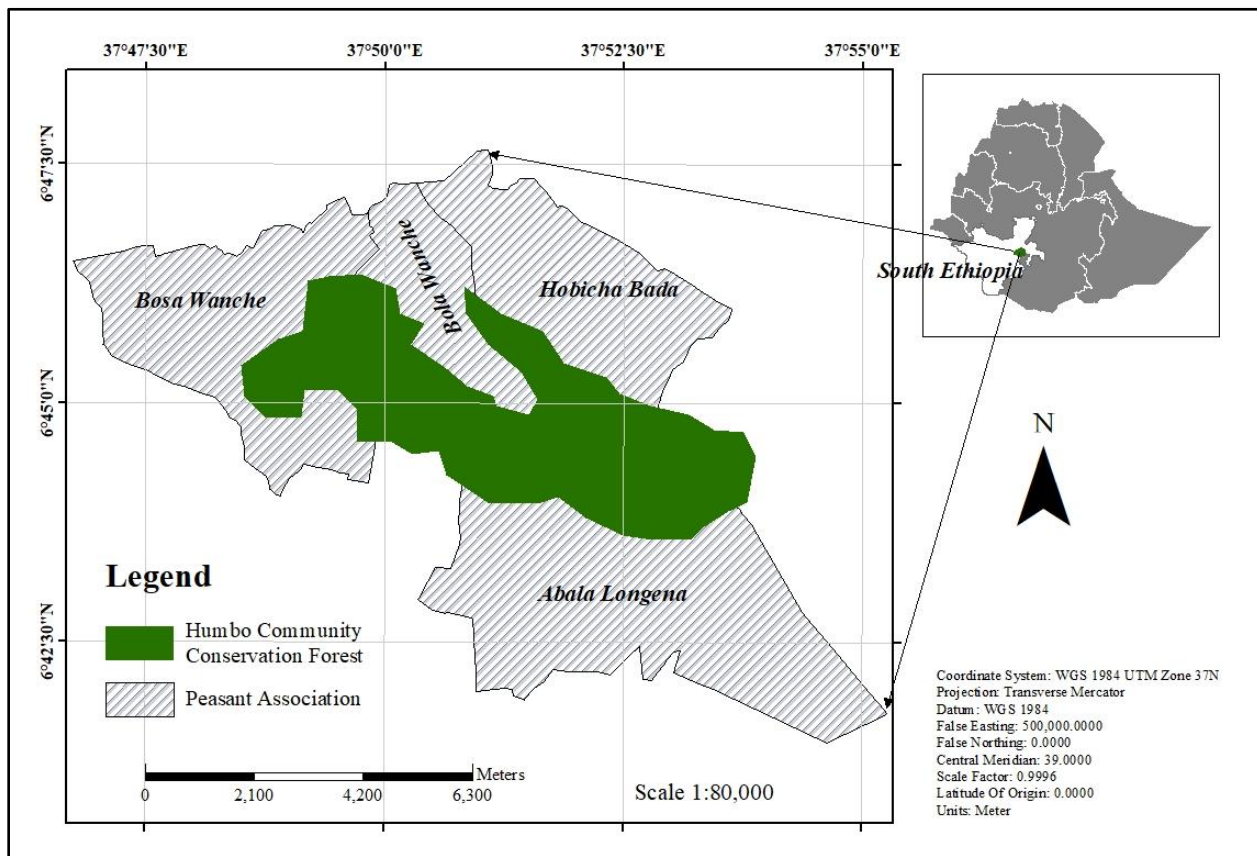 37°47'30"E
37°50'0"E
37°52'30"E
37°55'0"E
6°47'30"N
6°45'0"N
6°42'30"N
Bosa Wanche
Bola Wanche
Hobicha Bada
Abala Longena
South Ethiopia
N
Legend
Humbo Community
Conservation Forest
Peasant Association
Meters
0 2,100 4,200 6,300
Scale 1:80,000
Coordinate System: WGS 1984 UTM Zone 37N
Projection: Transverse Mercator
Datum: WGS 1984
False Easting: 500,000.0000
False Northing: 0.0000
Central Meridian: 39.0000
Scale Factor: 0.9996
Latitude Of Origin: 0.0000
Units: Meter